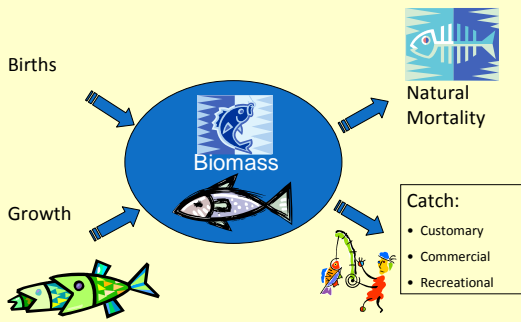 Births
Natural
Mortality
Biomass
Growth
Catch:
• Customary
• Commercial
• Recreational